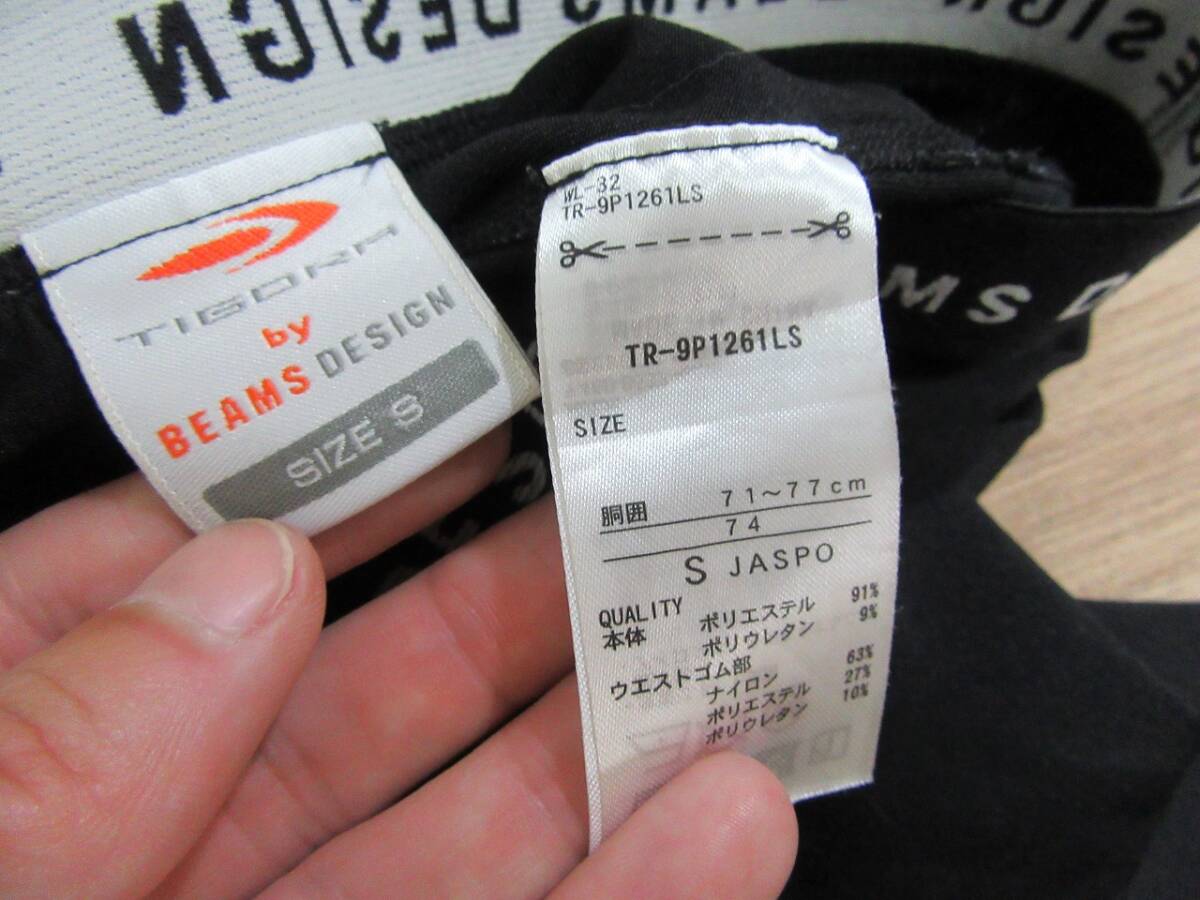 DESIGN
BEAMS DESIGN
SIGN
TIGORA
by
BEAMS DESIGN
SIZE S
WL-32
TR-9P1261LS
TR-9P1261LS
SIZE
胴囲 71~77cm
74
S JASPO
QUALITY
本体 ポリエステル 91%
ポリウレタン 9%
ウエストゴム部
ナイロン 63%
ポリエステル 27%
ポリウレタン 10%
MS D